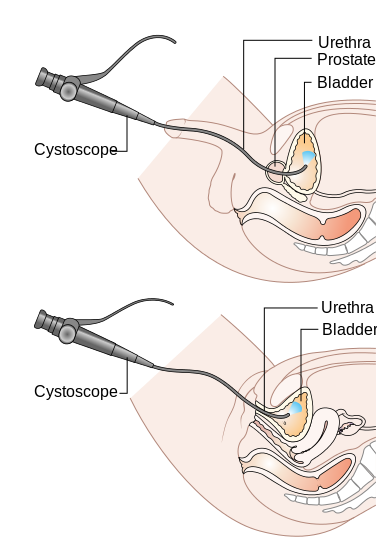 Urethra
Prostate
Bladder
Cystoscope
Urethra
Bladder
Cystoscope